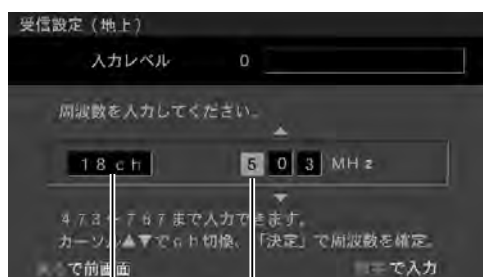 受信設定(地上)
入力レベル 0
周波数を入力してください。
18ch 503 MHz
473~767まで入力できます。
カーソル▲▼でch切換、「決定」で周波数を確定。
で前画面 で入力